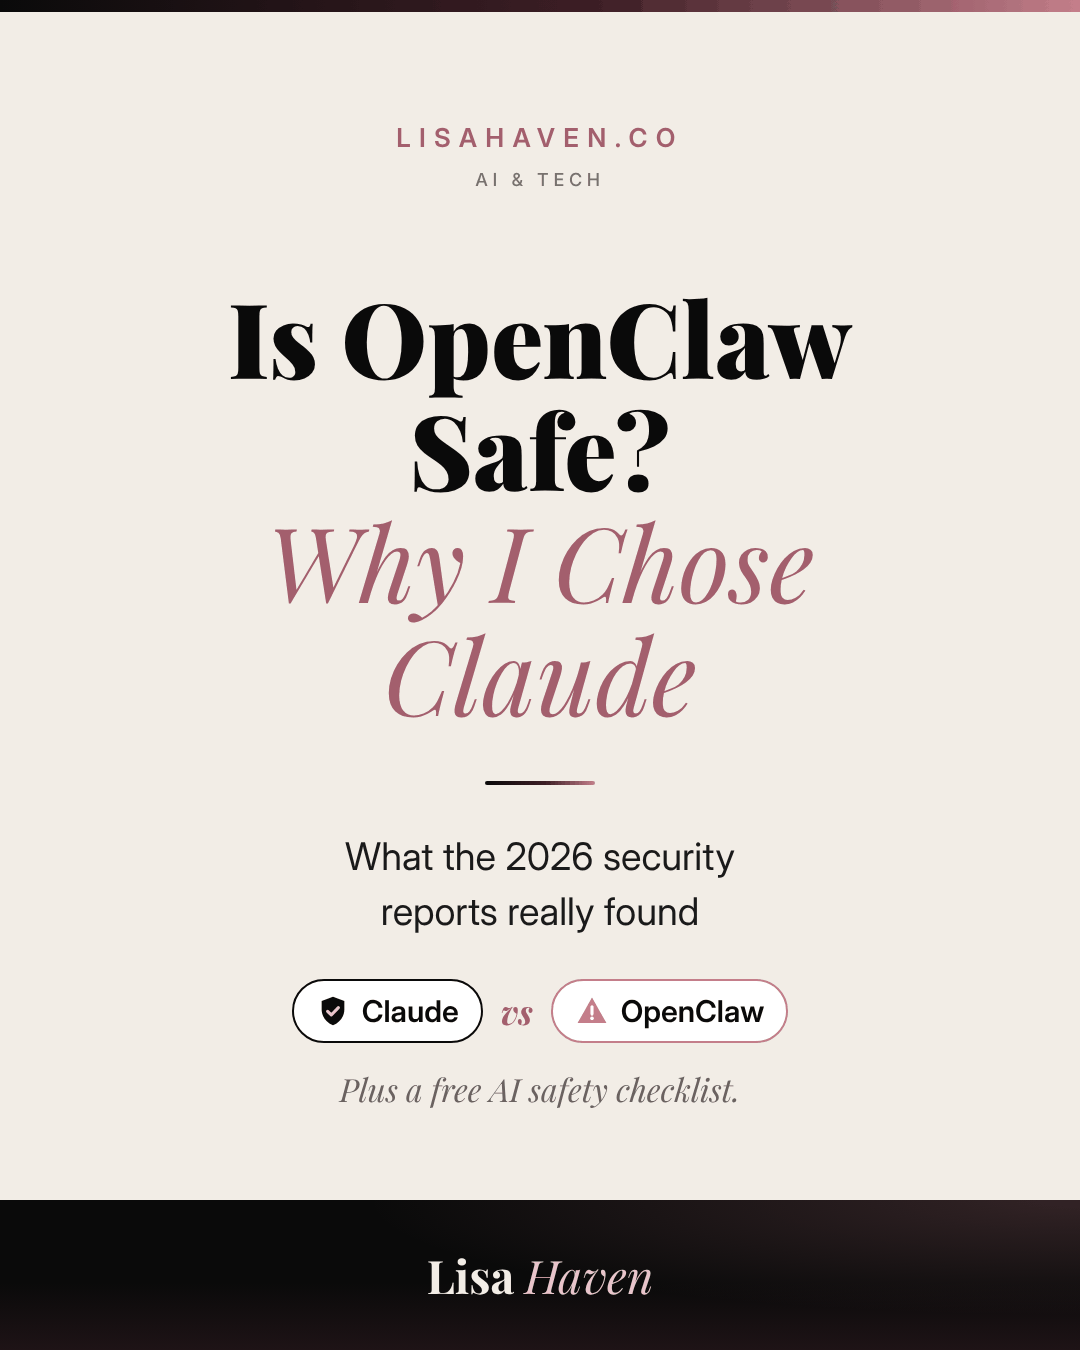 LISAHAVEN.CO
AI & TECH
Is OpenClaw
Safe?
Why I Chose
Claude
What the 2026 security
reports really found
Claude vs OpenClaw
Plus a free AI safety checklist.
Lisa Haven